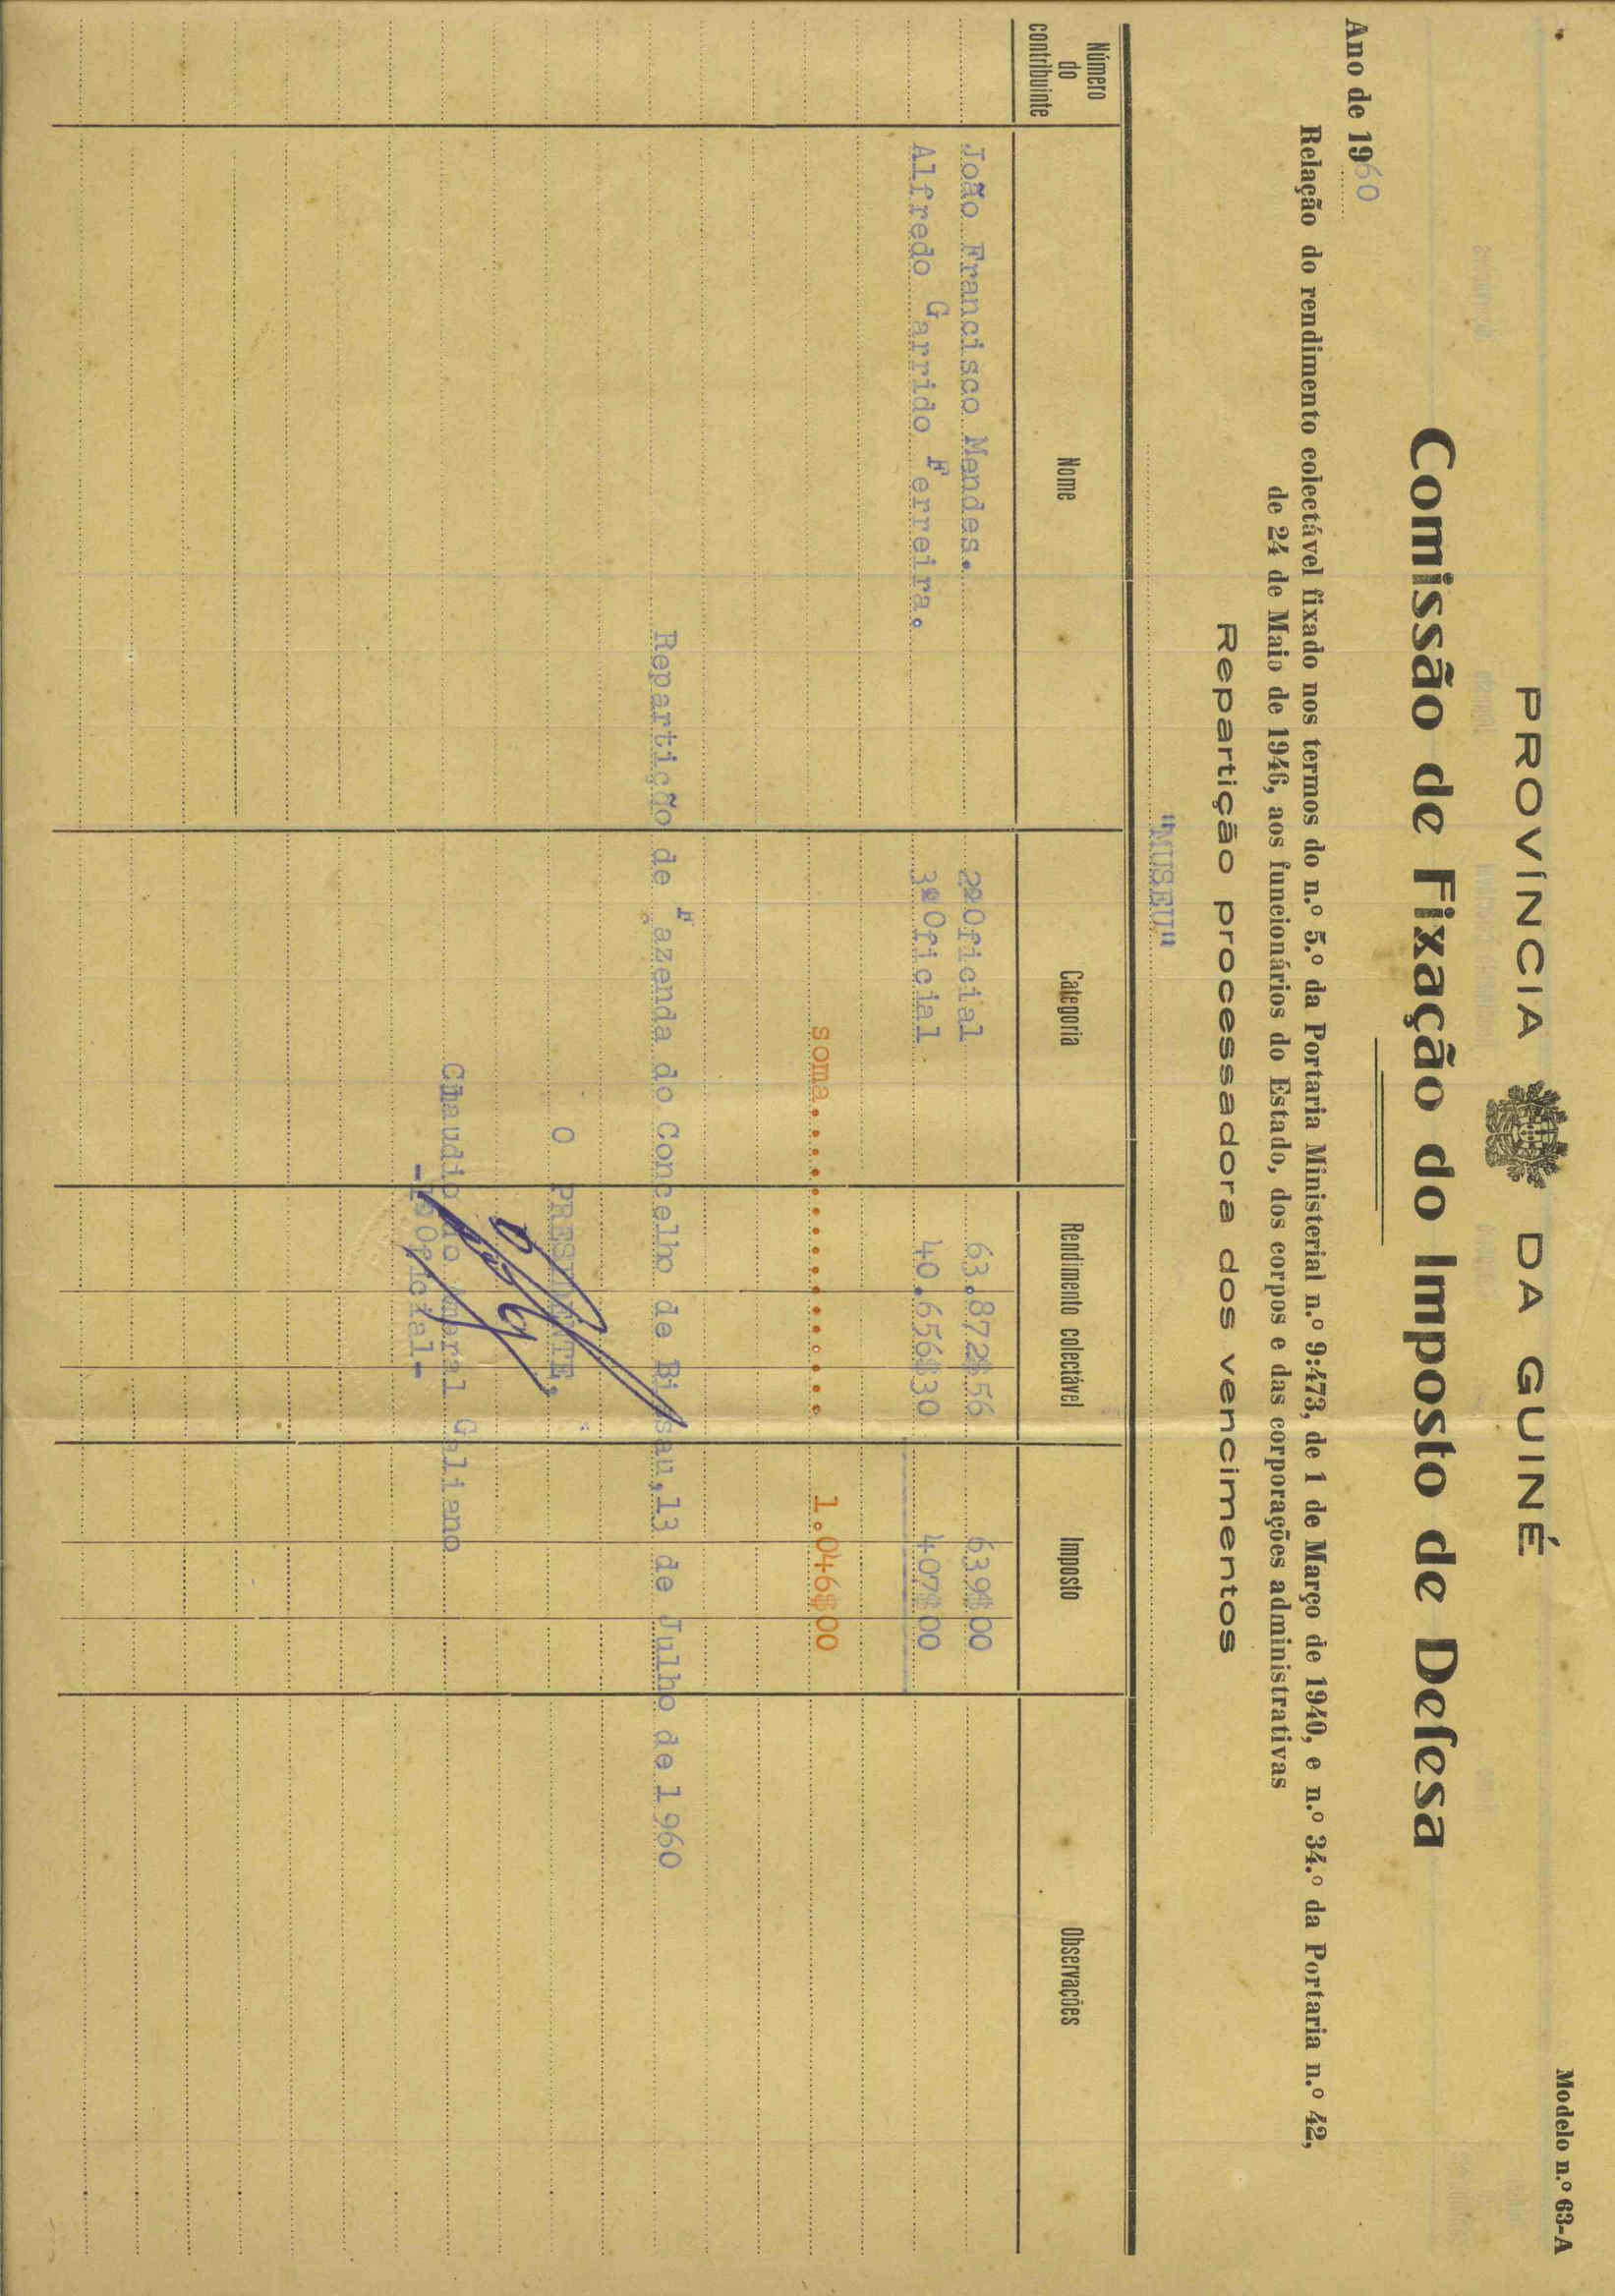 Modelo n.º 63-A
PROVÍNCIA DA GUINÉ
Comissão de Fixação do Imposto de Defesa
Ano de 1960
Relação do rendimento colectável fixado nos termos do n.º 5.º da Portaria Ministerial n.º 9:473, de 1 de Março de 1940, e n.º 34.º da Portaria n.º 42,
de 24 de Maio de 1946, aos funcionários do Estado, dos corpos e das corporações administrativas
Repartição processadora dos vencimentos
"MUSEU"
Número do contribuinte Nome Categoria Rendimento colectável Imposto Observações
João Francisco Mendes. 2ºOficial 63.872$56 639$00
Alfredo Garrido Ferreira. 3ºOficial 40.656$30 407$00
soma.................. 1.046$00
Repartição de Fazenda do Concelho de Bissau,13 de Julho de 1960
O PRESIDENTE,
Claudio do Amaral Galiano
-1ºOficial-